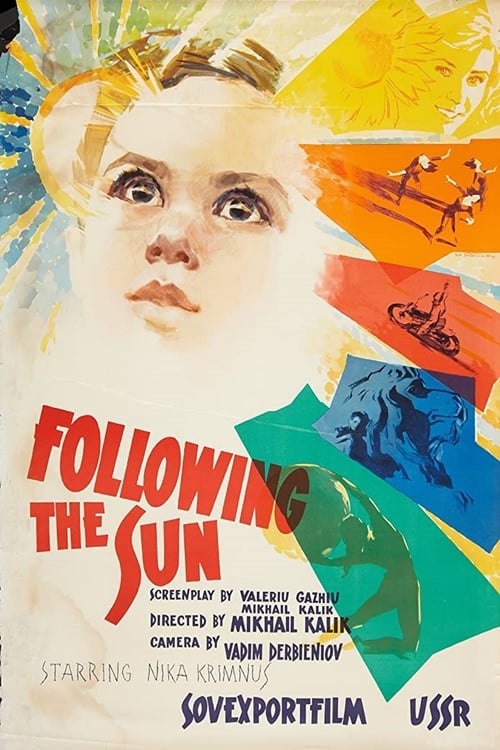 FOLLOWING
THE SUN
SCREENPLAY BY VALERIU GAZHIU
MIKHAIL KALIK
DIRECTED BY MIKHAIL KALIK
CAMERA BY VADIM DERBIENIOV
STARRING NIKA KRIMNUS
SOVEXPORTFILM USSR